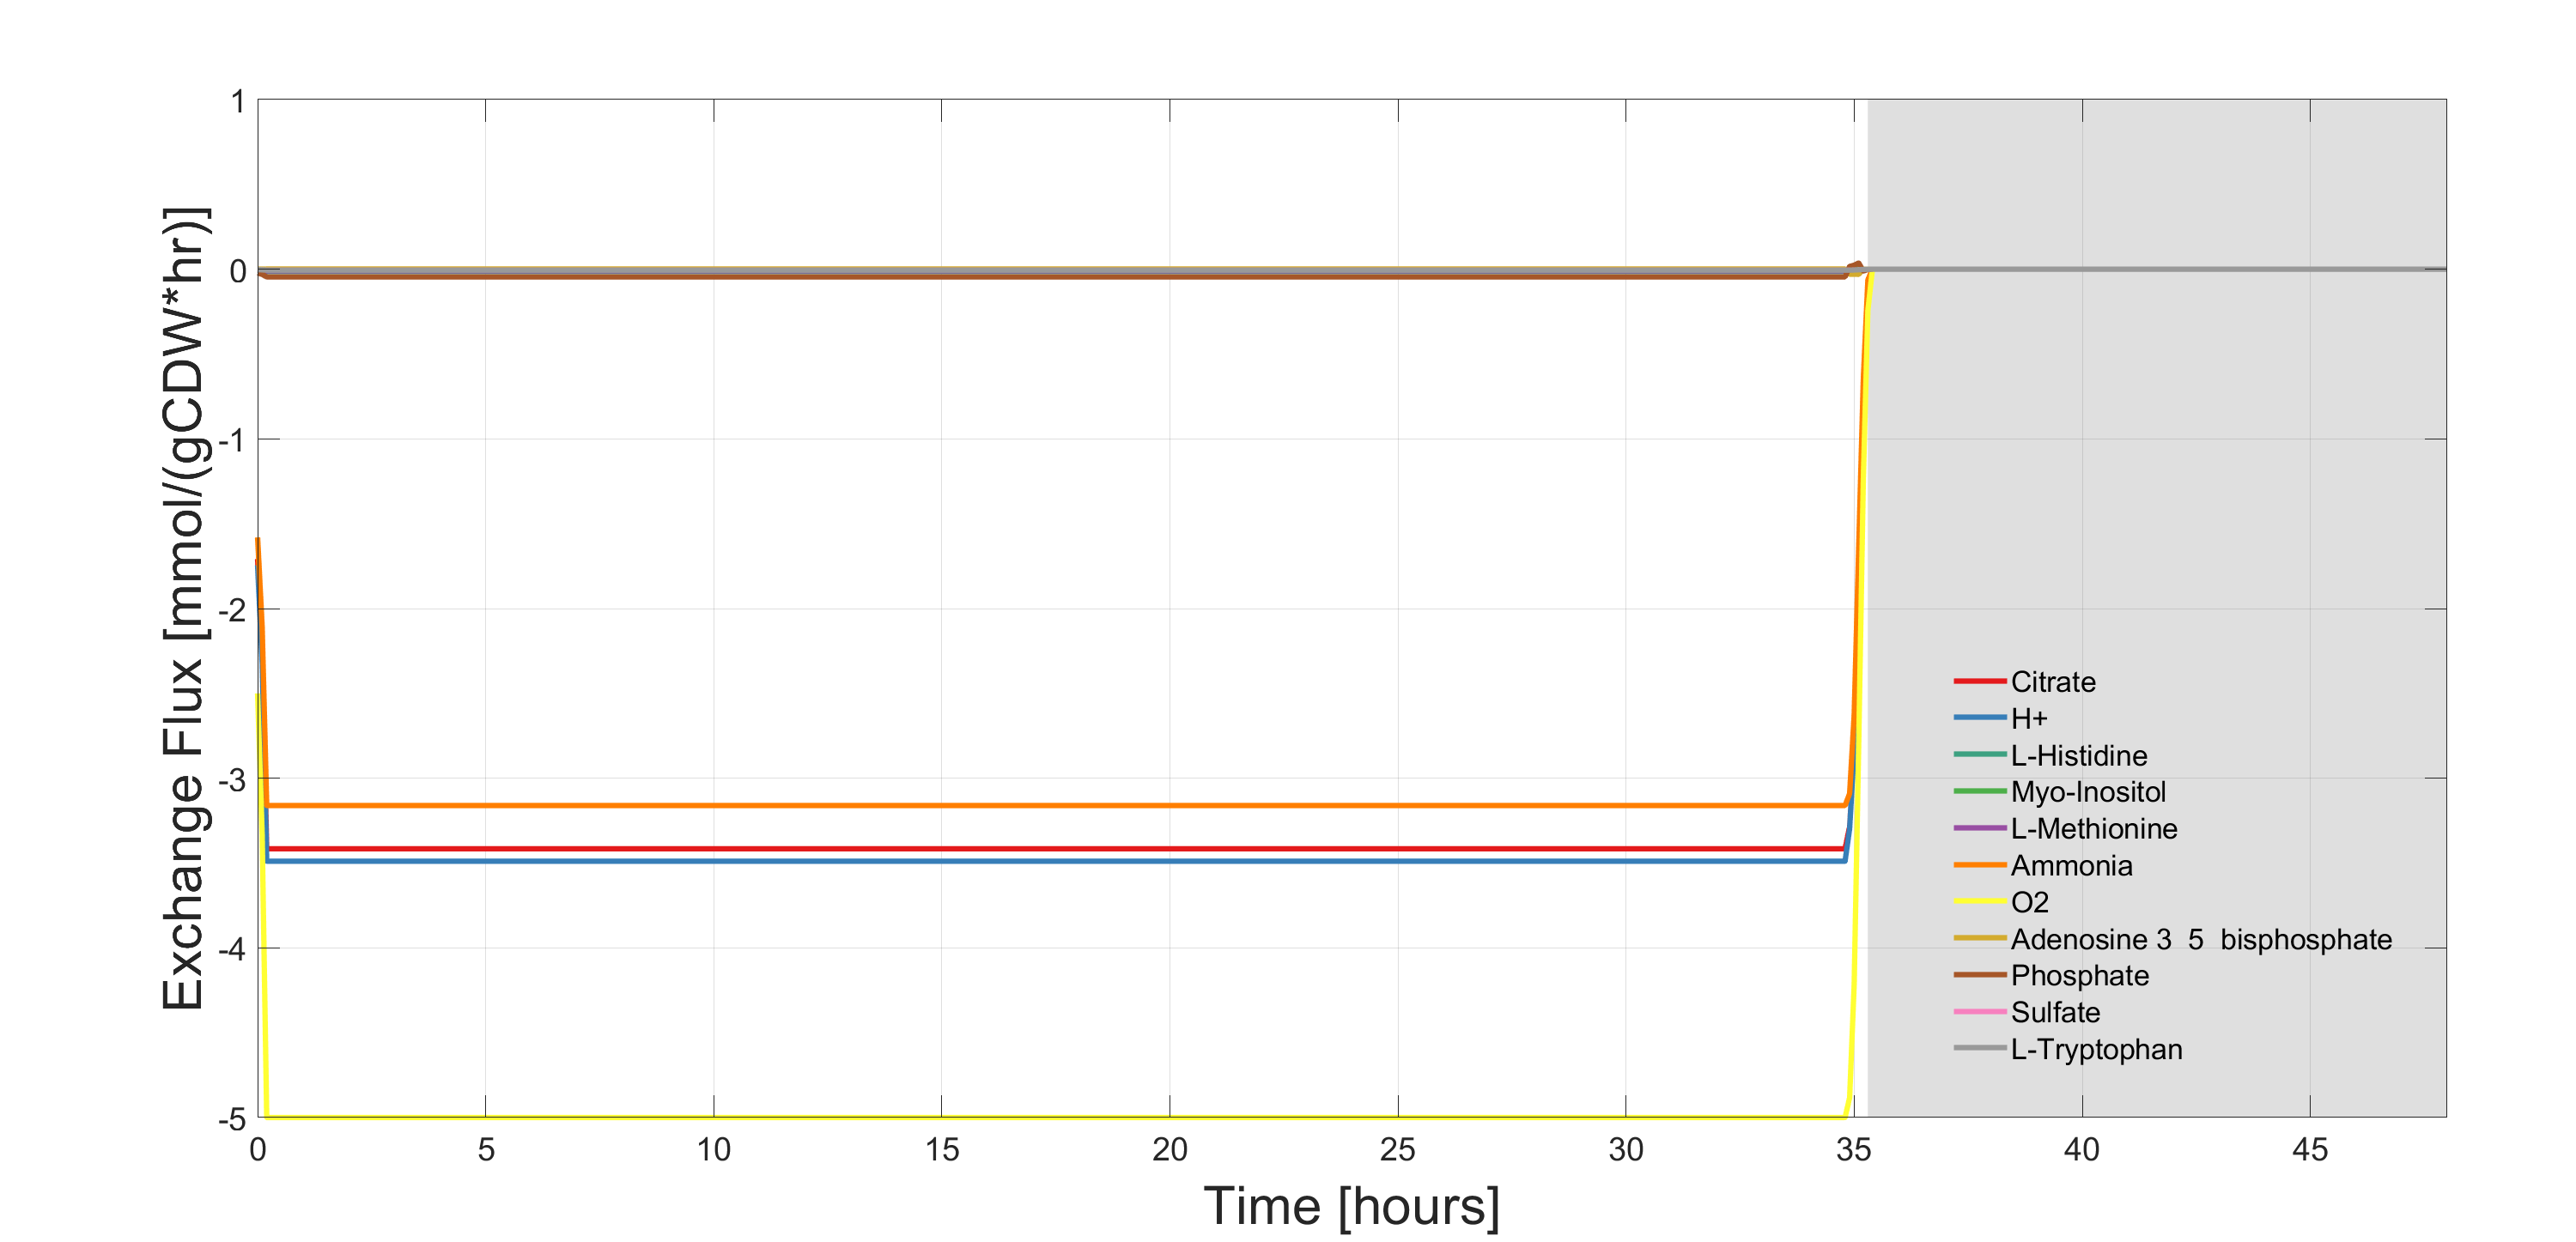 Exchange Flux [mmol/(gCDW*hr)]
1
0
-1
-2
-3
-4
-5
Citrate
H+
L-Histidine
Myo-Inositol
L-Methionine
Ammonia
O2
Adenosine 3  5  bisphosphate
Phosphate
Sulfate
L-Tryptophan
0 5 10 15 20 25 30 35 40 45
Time [hours]